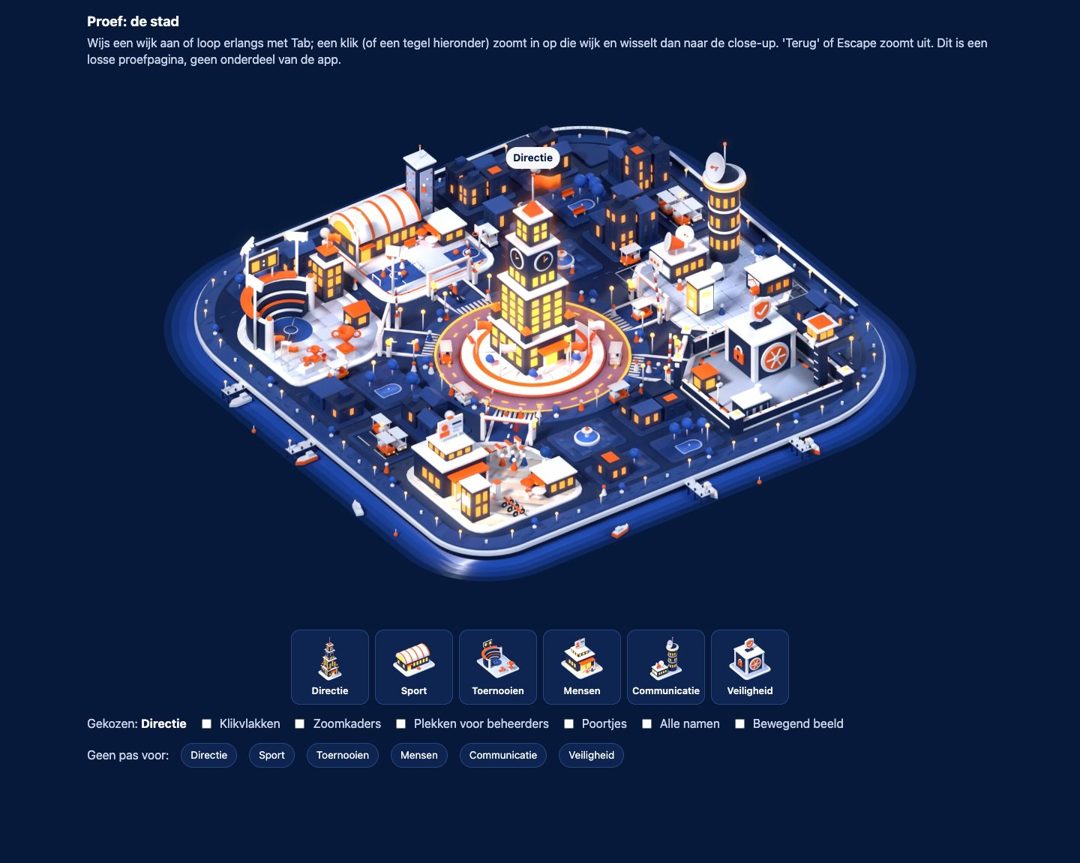 Proef: de stad
Wijs een wijk aan of loop erlangs met Tab; een klik (of een tegel hieronder) zoomt in op die wijk en wisselt dan naar de close-up. 'Terug' of Escape zoomt uit. Dit is een
losse proefpagina, geen onderdeel van de app.
Directie
Directie Sport Toernooien Mensen Communicatie Veiligheid
Gekozen: Directie Klikvlakken Zoomkaders Plekken voor beheerders Poortjes Alle namen Bewegend beeld
Geen pas voor: Directie Sport Toernooien Mensen Communicatie Veiligheid